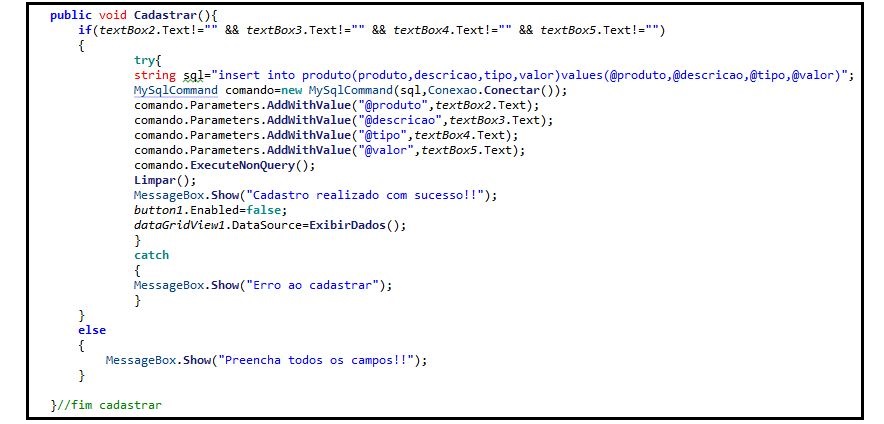 public void Cadastrar(){
if(textBox2.Text!="" && textBox3.Text!="" && textBox4.Text!="" && textBox5.Text!="")
{
try{
string sql="insert into produto(produto,descricao,tipo,valor)values(@produto,@descricao,@tipo,@valor)";
MySqlCommand comando=new MySqlCommand(sql,Conexao.Conectar());
comando.Parameters.AddWithValue("@produto",textBox2.Text);
comando.Parameters.AddWithValue("@descricao",textBox3.Text);
comando.Parameters.AddWithValue("@tipo",textBox4.Text);
comando.Parameters.AddWithValue("@valor",textBox5.Text);
comando.ExecuteNonQuery();
Limpar();
MessageBox.Show("Cadastro realizado com sucesso!!");
button1.Enabled=false;
dataGridView1.DataSource=ExibirDados();
}
catch
{
MessageBox.Show("Erro ao cadastrar");
}
}
else
{
MessageBox.Show("Preencha todos os campos!!");
}
}//fim cadastrar